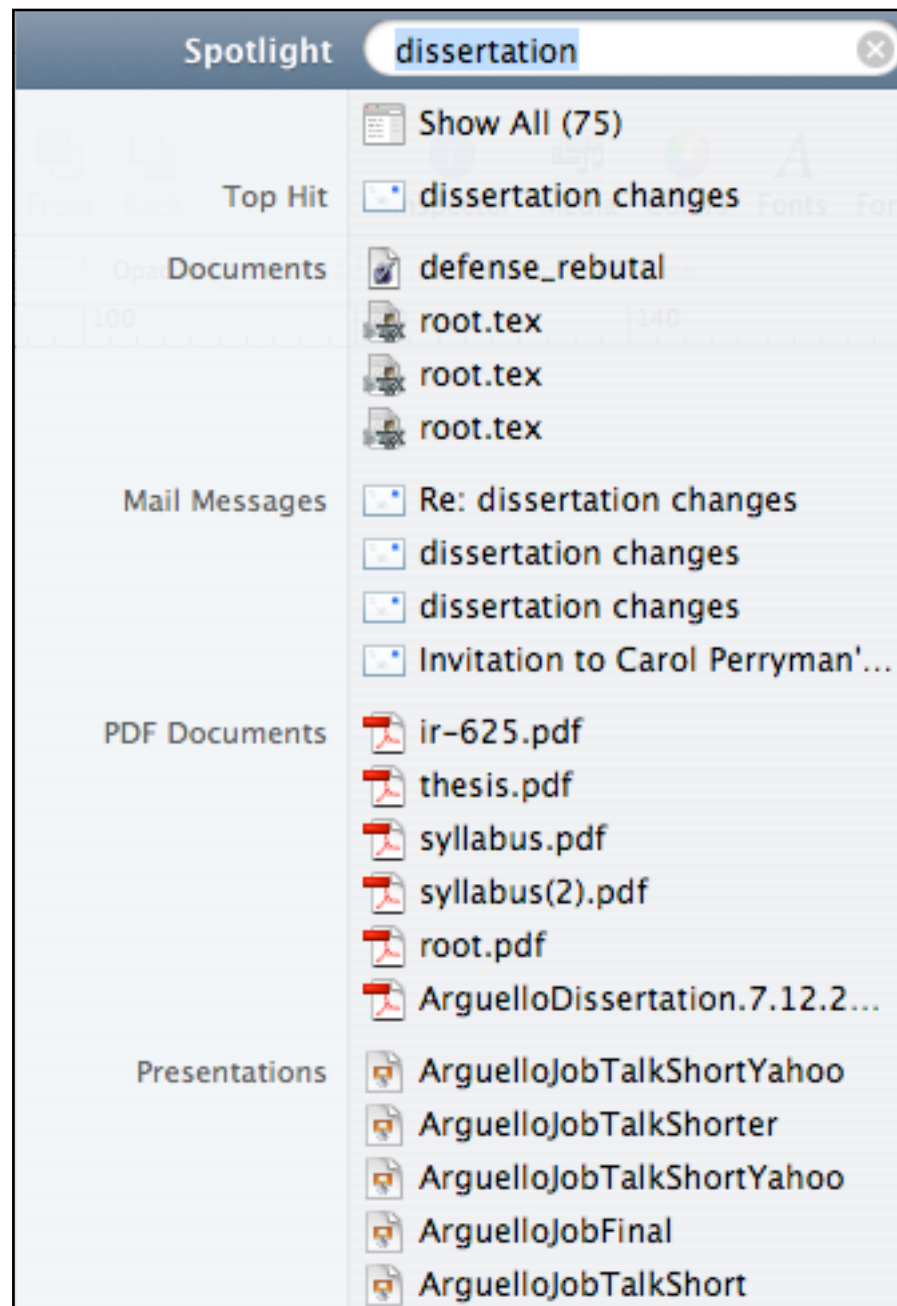 Spotlight dissertation
Show All (75)
Top Hit dissertation changes
Documents defense_rebutal
root.tex
root.tex
root.tex
Mail Messages Re: dissertation changes
dissertation changes
dissertation changes
Invitation to Carol Perryman'...
PDF Documents ir-625.pdf
thesis.pdf
syllabus.pdf
syllabus(2).pdf
root.pdf
ArguelloDissertation.7.12.2...
Presentations ArguelloJobTalkShortYahoo
ArguelloJobTalkShorter
ArguelloJobTalkShortYahoo
ArguelloJobFinal
ArguelloJobTalkShort